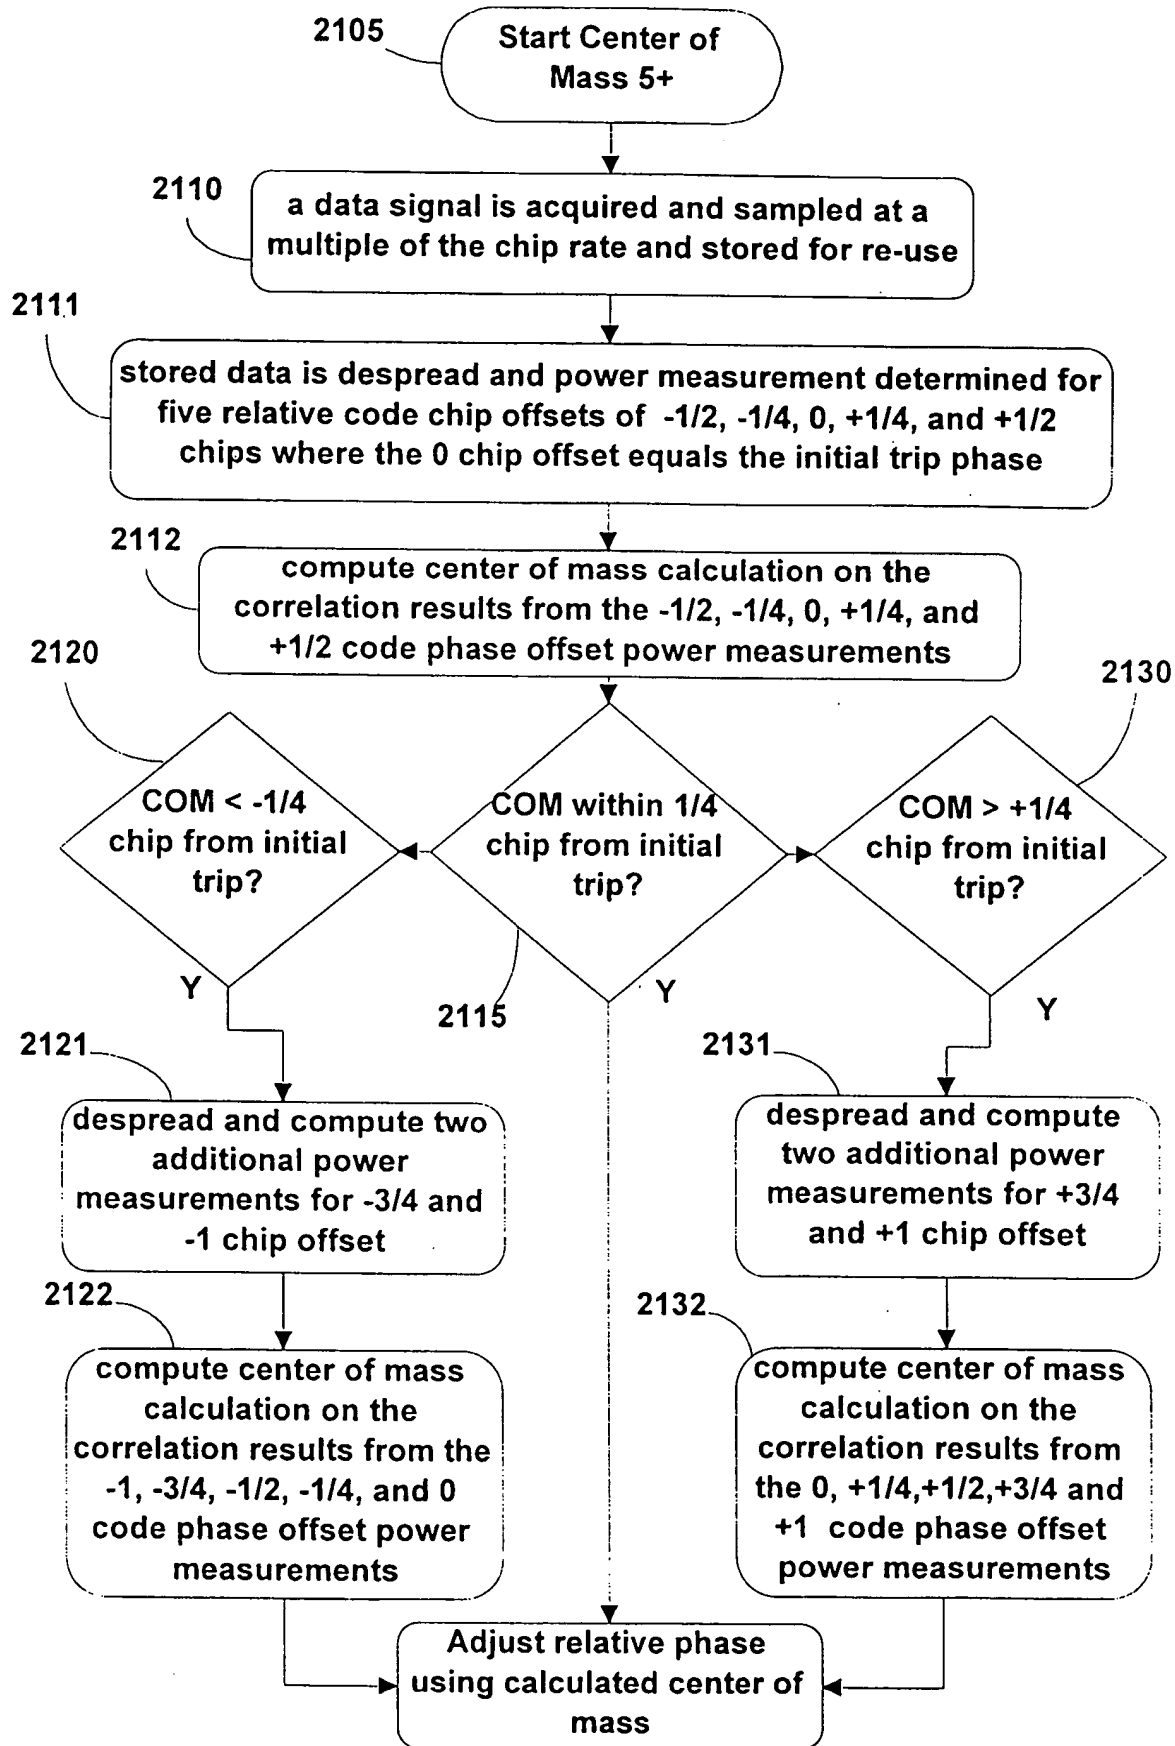 2105
Start Center of
Mass 5+
2110
a data signal is acquired and sampled at a
multiple of the chip rate and stored for re-use
2111
stored data is despread and power measurement determined for
five relative code chip offsets of -1/2, -1/4, 0, +1/4, and +1/2
chips where the 0 chip offset equals the initial trip phase
2112
compute center of mass calculation on the
correlation results from the -1/2, -1/4, 0, +1/4, and
+1/2 code phase offset power measurements
2120
COM < -1/4
chip from initial
trip?
Y
COM within 1/4
chip from initial
trip?
2115
Y
2130
COM > +1/4
chip from initial
trip?
Y
2121
despread and compute two
additional power
measurements for -3/4 and
-1 chip offset
2131
despread and compute
two additional power
measurements for +3/4
and +1 chip offset
2122
compute center of mass
calculation on the
correlation results from the
-1, -3/4, -1/2, -1/4, and 0
code phase offset power
measurements
2132
compute center of mass
calculation on the
correlation results from
the 0, +1/4,+1/2,+3/4 and
+1 code phase offset
power measurements
Adjust relative phase
using calculated center of
mass